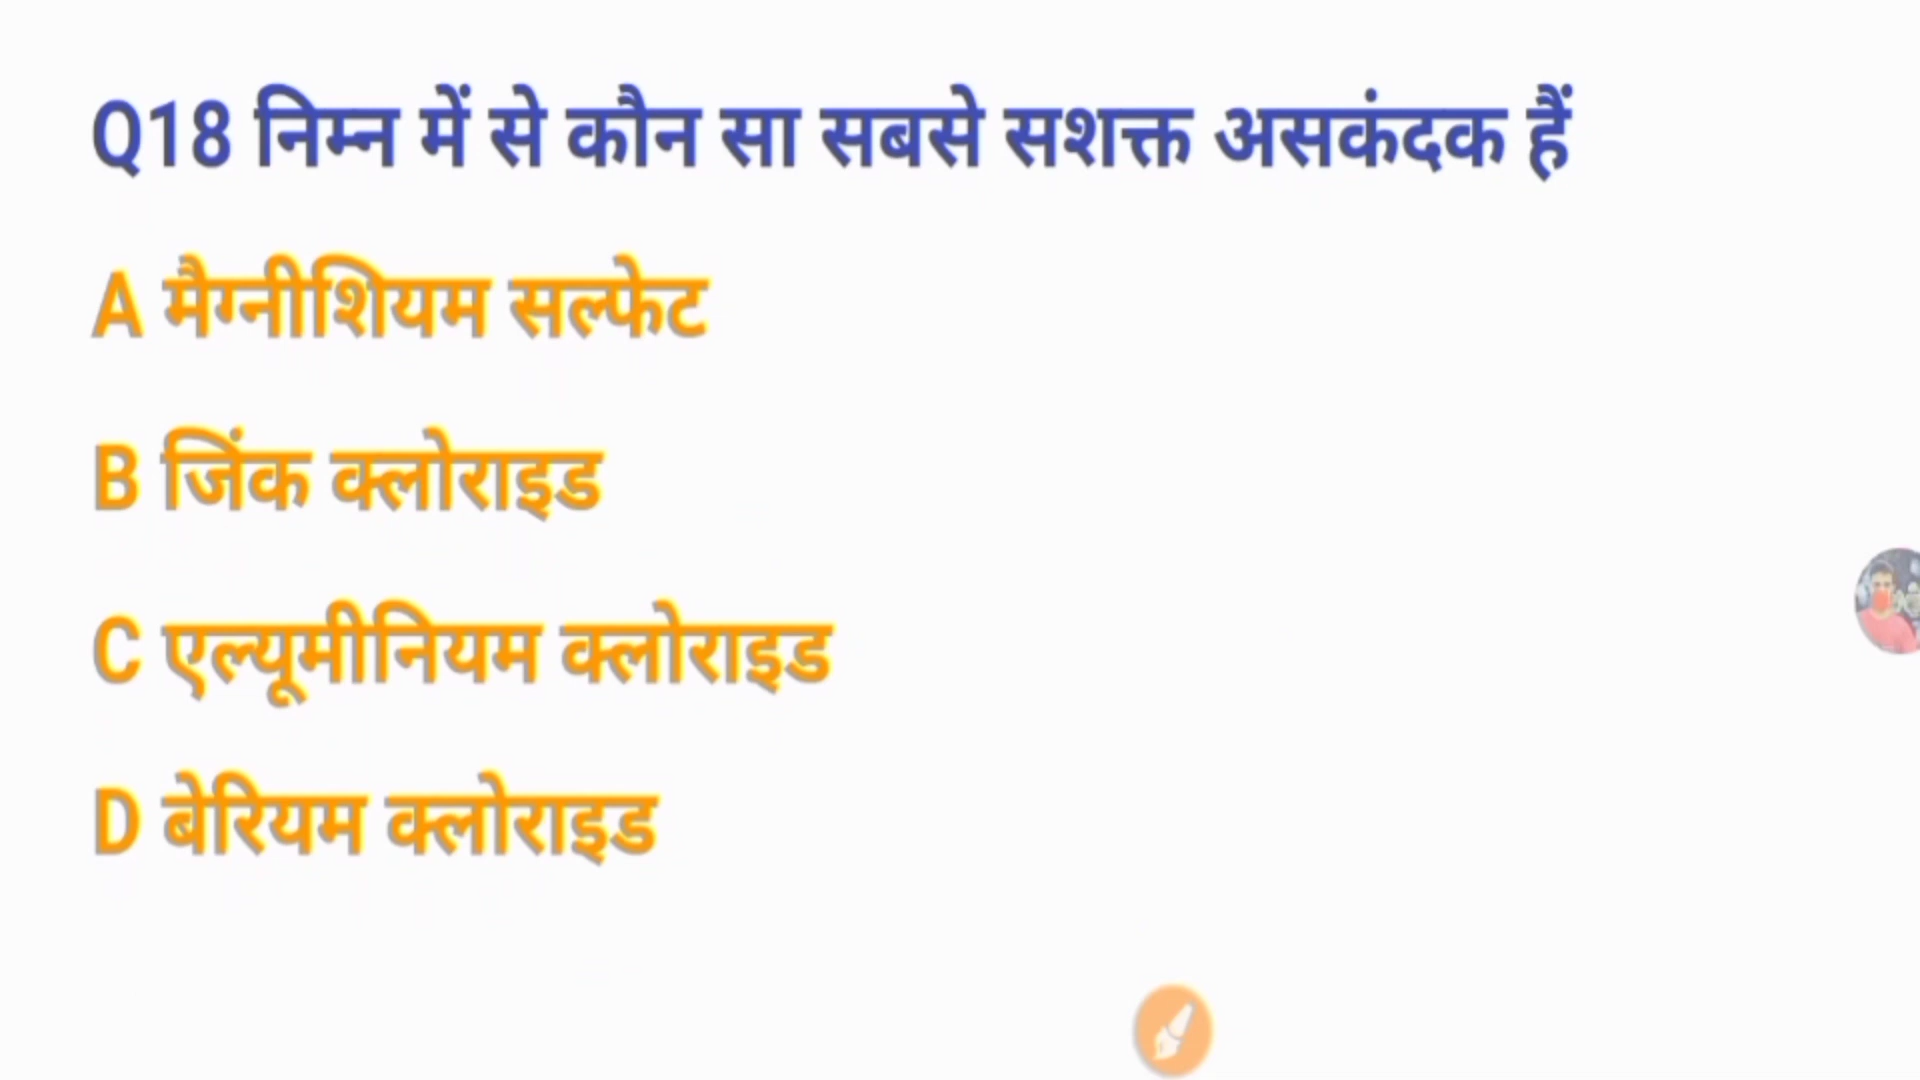 Q18 निम्न में से कौन सा सबसे सशक्त असकंदक हैं
A मैग्नीशियम सल्फेट
B जिंक क्लोराइड
C एल्यूमीनियम क्लोराइड
D बेरियम क्लोराइड